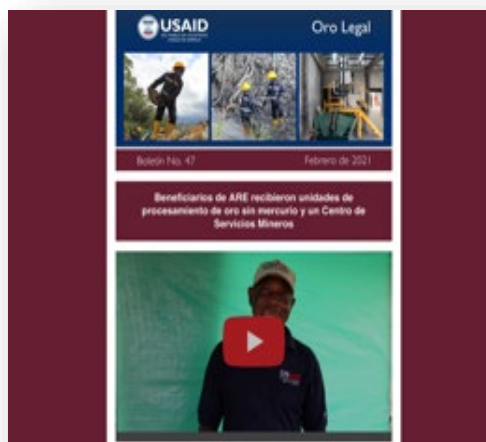 USAID
Oro Legal
Boletín No. 47
Febrero de 2021
Beneficiarios de ARE recibieron unidades de
procesamiento de oro sin mercurio y un Centro de
Servicios Mineros